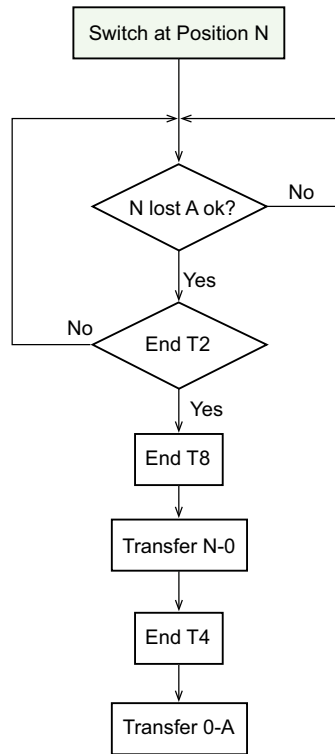 Switch at Position N
N lost A ok?
No
Yes
No
End T2
Yes
End T8
Transfer N-0
End T4
Transfer 0-A